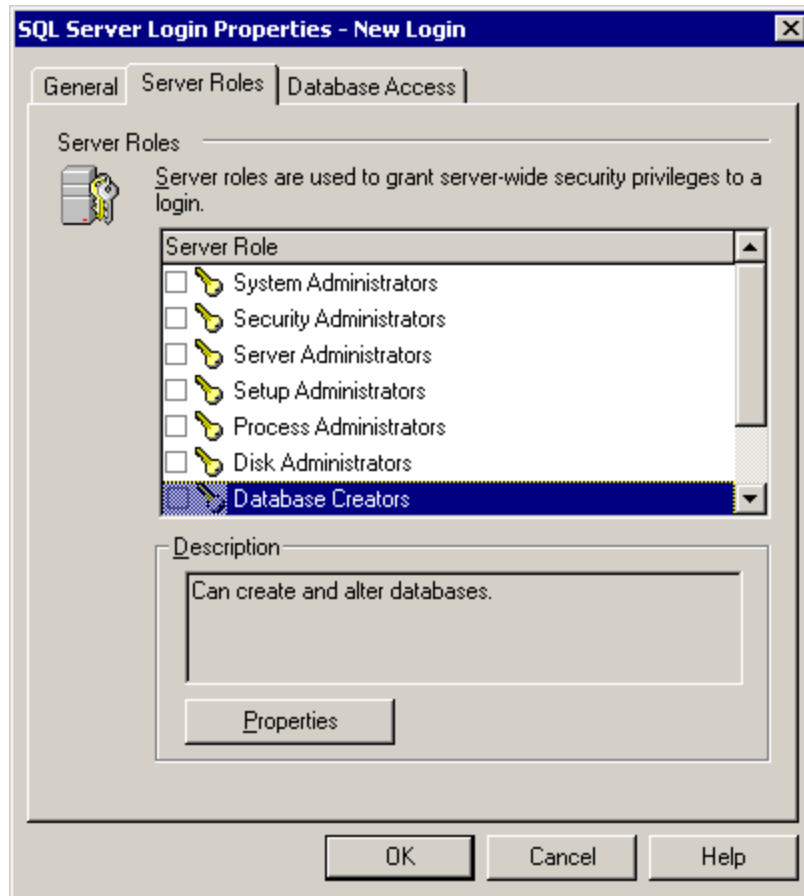 SQL Server Login Properties - New Login
General
Server Roles
Database Access
Server Roles
Server roles are used to grant server-wide security privileges to a
login.
Server Role
System Administrators
Security Administrators
Server Administrators
Setup Administrators
Process Administrators
Disk Administrators
Database Creators
Description
Can create and alter databases.
Properties
OK
Cancel
Help